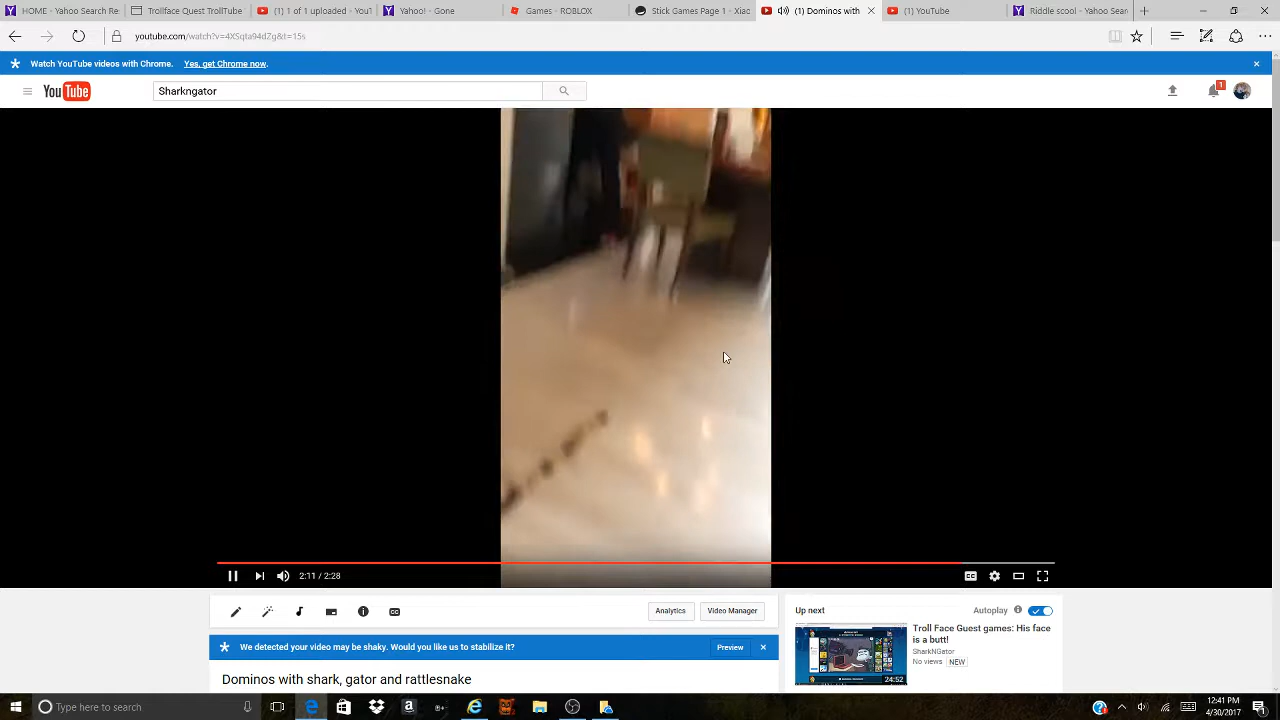 HOME - Yahoo Search Re
Trollface Quest TrollTube
(1) 1 of 1 uploaded - YouT
Yahoo! - Gone
Games - ROBLOX
Stick Games Page 1 - Xiao
(1) Dominos with
(1) YouTube
Riddle scool - Yahoo Sear
youtube.com/watch?v=4XSqta94dZg&t=15s
Watch YouTube videos with Chrome. Yes, get Chrome now.
YouTube
Sharkngator
1
2:11 / 2:28
CC
Analytics
Video Manager
Up next
Autoplay
We detected your video may be shaky. Would you like us to stabilize it?
Preview
Troll Face Guest games: His face
is a butt!
SharkNGator
No views NEW
24:52
Dominos with shark, gator and rattlesnake
Type here to search
12:41 PM
4/30/2017